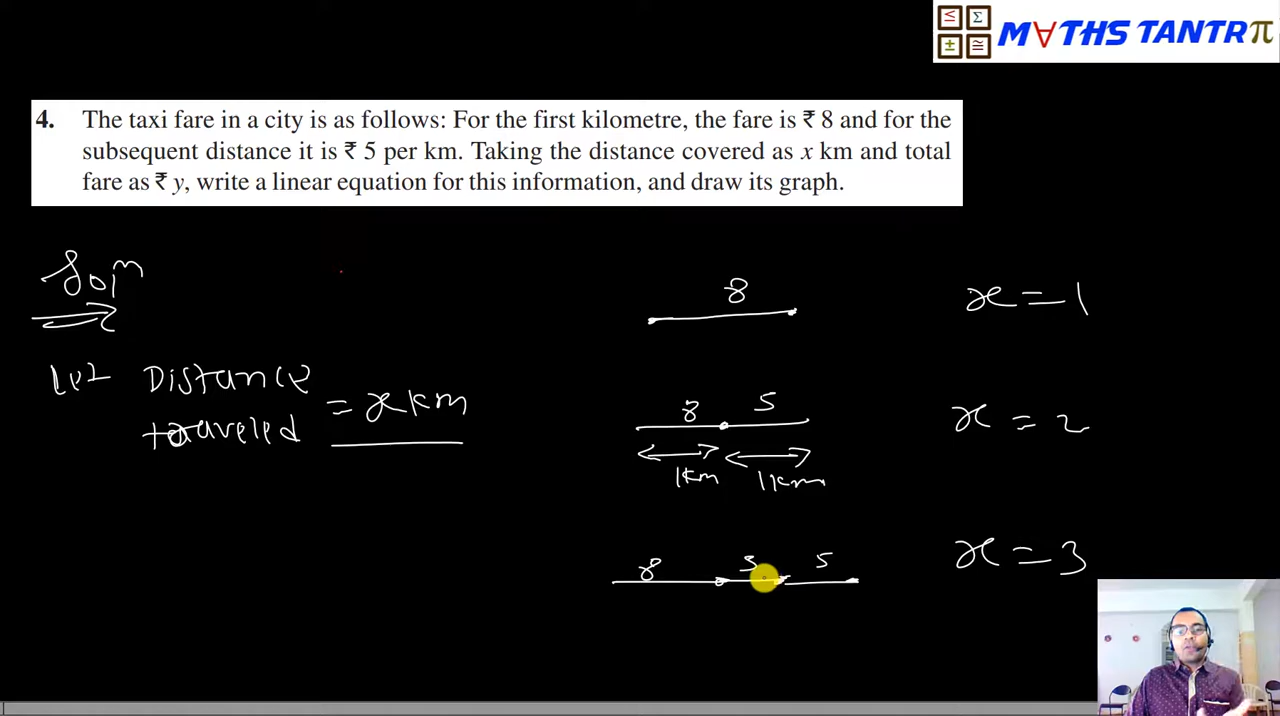 ≤ Σ
± ≅
M∀THS TANTRπ
4. The taxi fare in a city is as follows: For the first kilometre, the fare is ₹ 8 and for the
subsequent distance it is ₹ 5 per km. Taking the distance covered as x km and total
fare as ₹ y, write a linear equation for this information, and draw its graph.
Soln
8
x = 1
Let Distance
traveled = x km
8 5
x = 2
1km 1km
8 5 5
x = 3